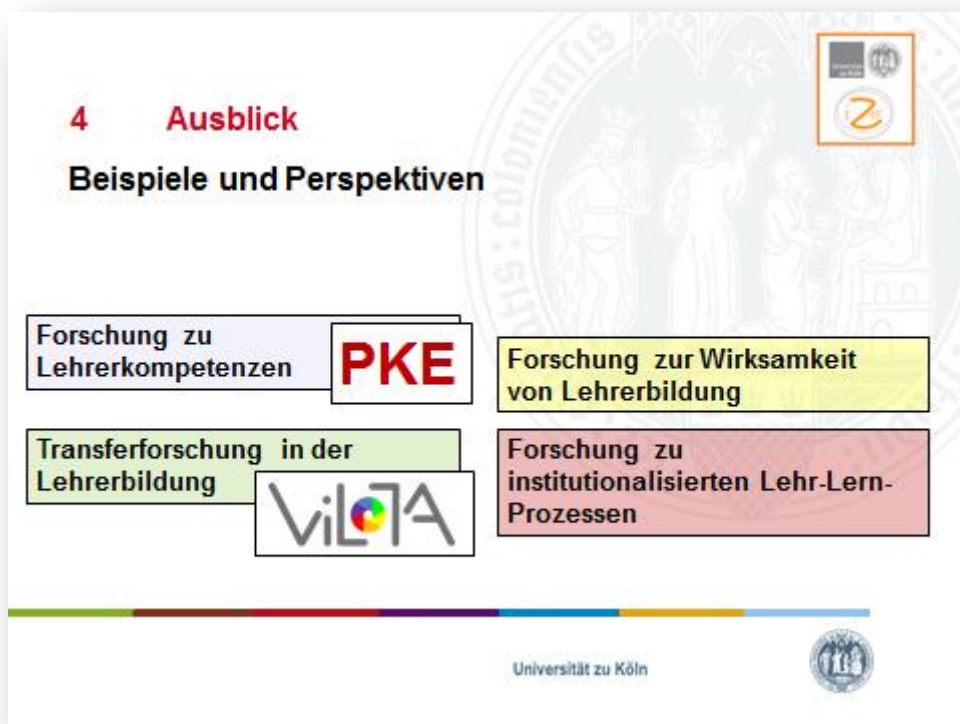 4 Ausblick
Beispiele und Perspektiven
Forschung zu
Lehrerkompetenzen
PKE
Forschung zur Wirksamkeit
von Lehrerbildung
Transferforschung in der
Lehrerbildung
ViLoTA
Forschung zu
institutionalisierten Lehr-Lern-
Prozessen
Universität zu Köln